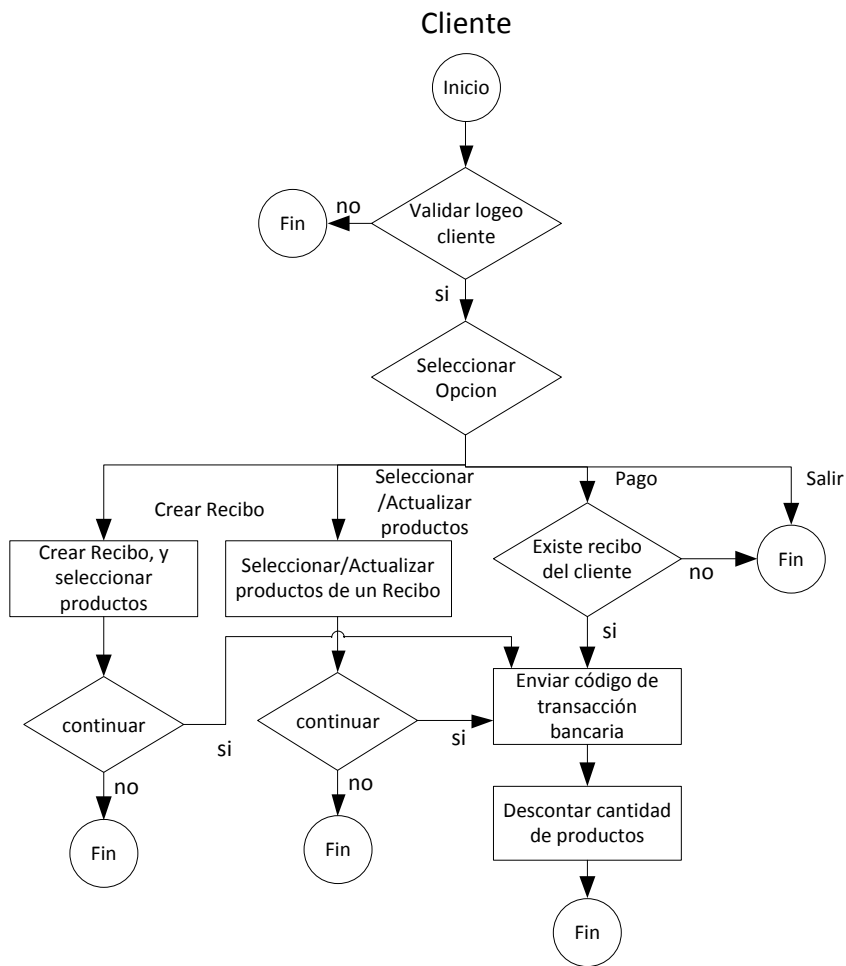 Cliente
Inicio
no
Validar logeo
cliente
Fin
si
Seleccionar
Opcion
Crear Recibo
Seleccionar
/Actualizar
productos
Pago
Salir
Crear Recibo, y
seleccionar
productos
Seleccionar/Actualizar
productos de un Recibo
Existe recibo
del cliente
no
Fin
si
Enviar código de
transacción
bancaria
continuar
si
continuar
si
no
no
Descontar cantidad
de productos
Fin
Fin
Fin